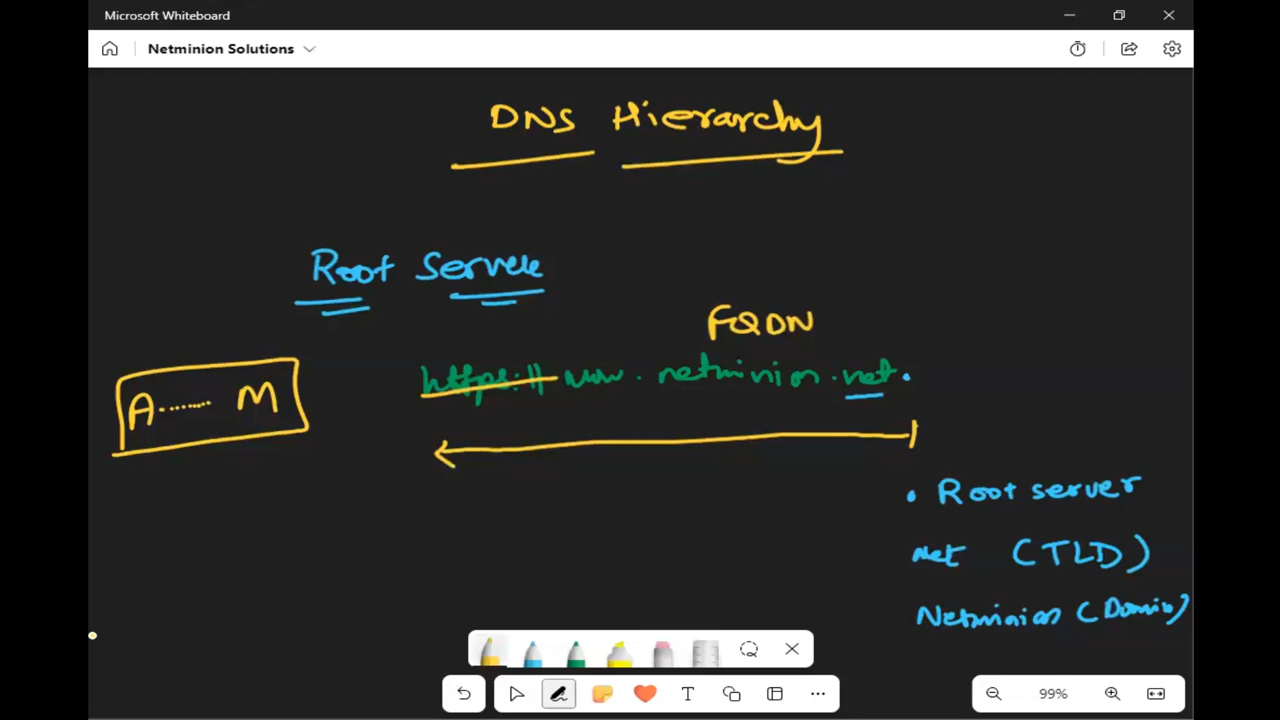 Microsoft Whiteboard
Netminion Solutions
DNS Hierarchy
Root Servers
FQDN
https:// www.netminion.net.
A....... M
. Root server
Net (TLD)
Netminion (Domain)
99%